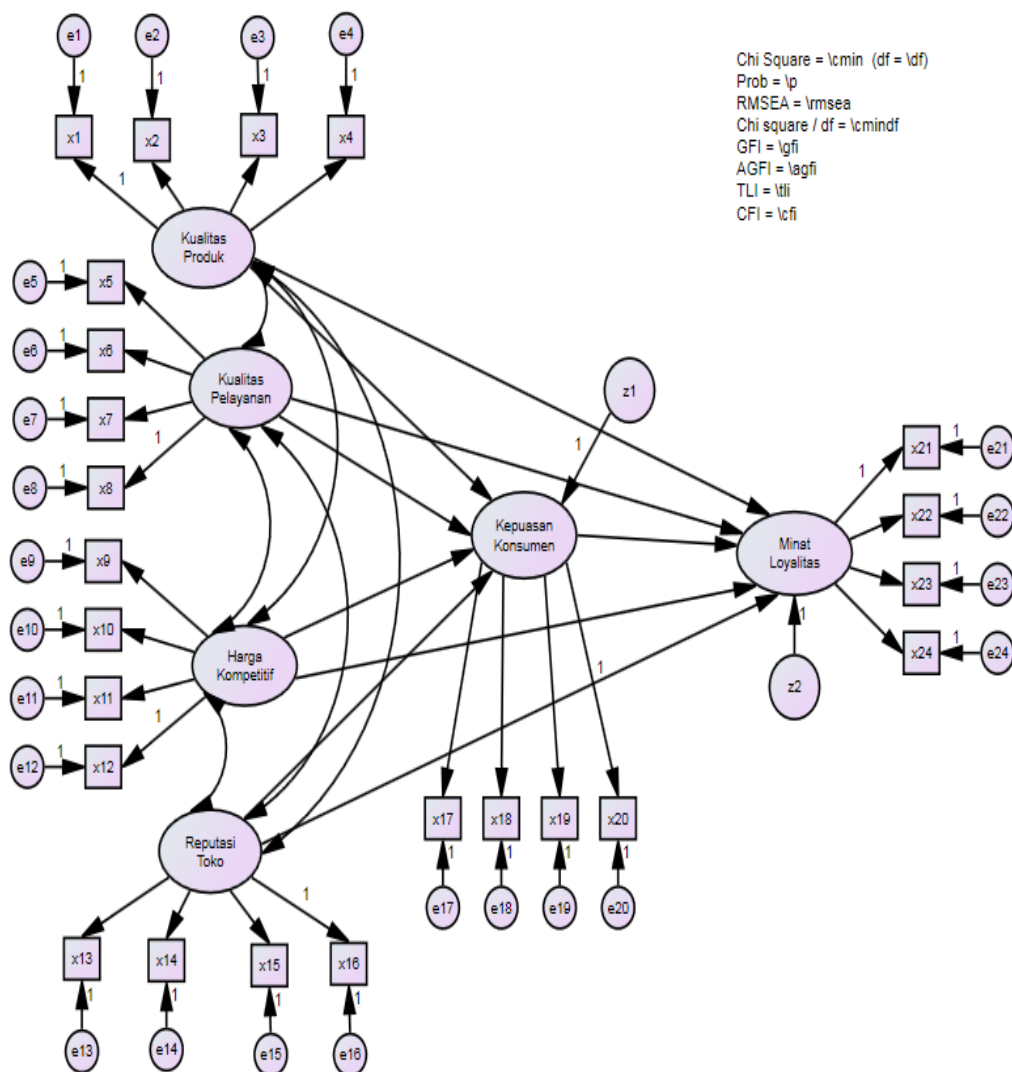 e1
e2
e3
e4
1
1
1
1
x1
x2
x3
x4
1
Kualitas
Produk
Chi Square = \cmin (df = \df)
Prob = \p
RMSEA = \rmsea
Chi square / df = \cmindf
GFI = \gfi
AGFI = \agfi
TLI = \tli
CFI = \cfi
e5
1
x5
e6
1
x6
e7
1
x7
e8
1
x8
1
Kualitas
Pelayanan
z1
1
e9
1
x9
e10
1
x10
e11
1
x11
e12
1
x12
1
Harga
Kompetitif
Kepuasan
Konsumen
Minat
Loyalitas
1
x21
1
e21
x22
1
e22
x23
1
e23
x24
1
e24
1
z2
1
Reputasi
Toko
1
x17
x18
x19
x20
1
1
1
1
e17
e18
e19
e20
x13
x14
x15
x16
1
1
1
1
e13
e14
e15
e16